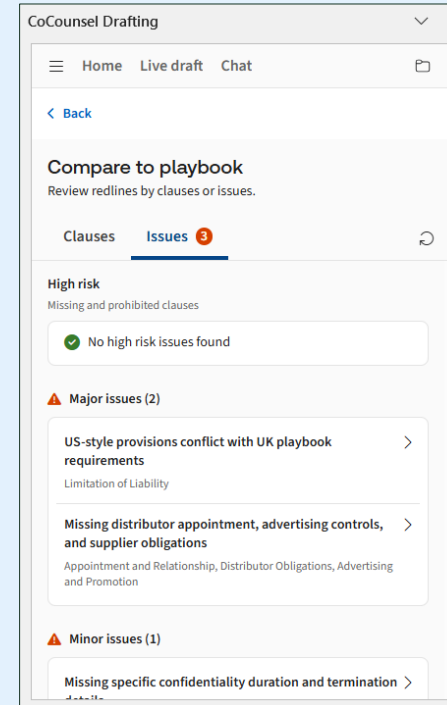 CoCounsel Drafting
Home Live draft Chat
Back
Compare to playbook
Review redlines by clauses or issues.
Clauses Issues 3
High risk
Missing and prohibited clauses
No high risk issues found
Major issues (2)
US-style provisions conflict with UK playbook
requirements
Limitation of Liability
Missing distributor appointment, advertising controls,
and supplier obligations
Appointment and Relationship, Distributor Obligations, Advertising
and Promotion
Minor issues (1)
Missing specific confidentiality duration and termination